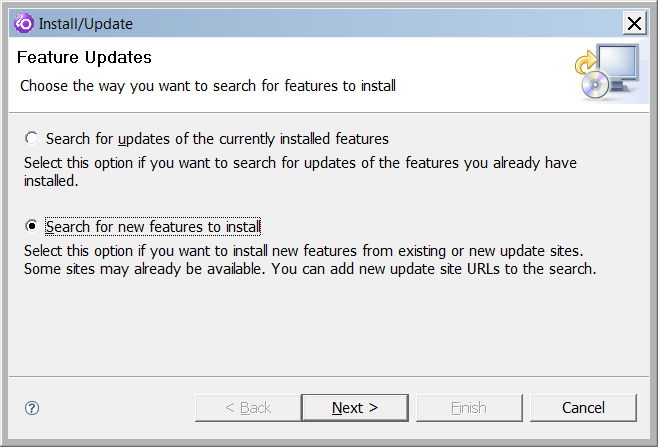 Install/Update
Feature Updates
Choose the way you want to search for features to install
Search for updates of the currently installed features
Select this option if you want to search for updates of the features you already have
installed.
Search for new features to install
Select this option if you want to install new features from existing or new update sites.
Some sites may already be available. You can add new update site URLs to the search.
?
< Back
Next >
Finish
Cancel